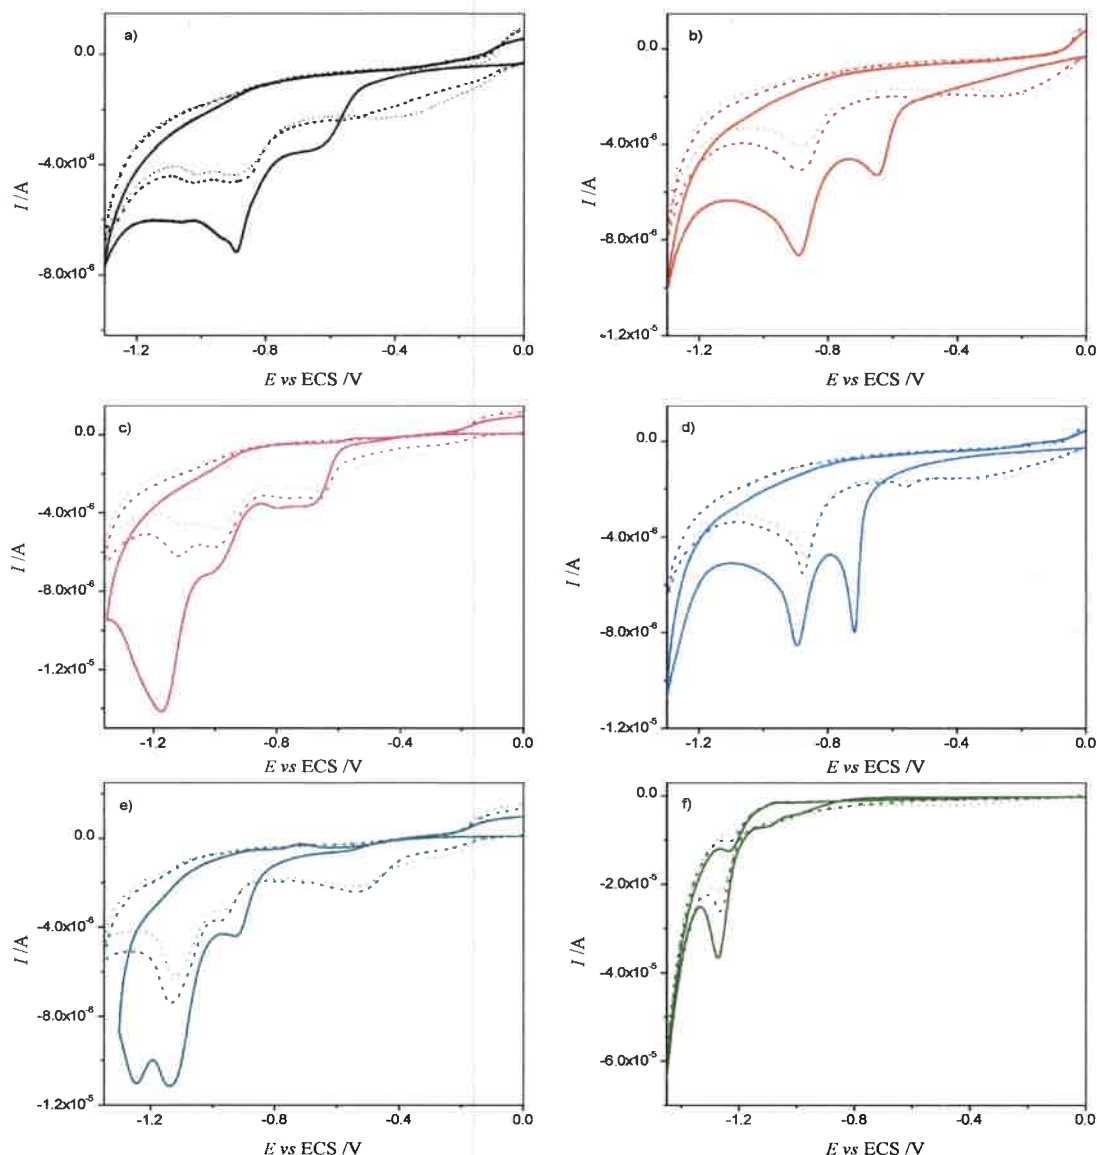 a)
0.0
-4.0x10⁻⁶
-8.0x10⁻⁶
I /A
-1.2 -0.8 -0.4 0.0
E vs ECS /V
b)
0.0
-4.0x10⁻⁶
-8.0x10⁻⁶
-1.2x10⁻⁵
I /A
-1.2 -0.8 -0.4 0.0
E vs ECS /V
c)
0.0
-4.0x10⁻⁶
-8.0x10⁻⁶
-1.2x10⁻⁵
I /A
-1.2 -0.8 -0.4 0.0
E vs ECS /V
d)
0.0
-4.0x10⁻⁶
-8.0x10⁻⁶
-1.2x10⁻⁵
I /A
-1.2 -0.8 -0.4 0.0
E vs ECS /V
e)
0.0
-4.0x10⁻⁶
-8.0x10⁻⁶
-1.2x10⁻⁵
I /A
-1.2 -0.8 -0.4 0.0
E vs ECS /V
f)
0.0
-2.0x10⁻⁵
-4.0x10⁻⁵
-6.0x10⁻⁵
I /A
-1.2 -0.8 -0.4 0.0
E vs ECS /V